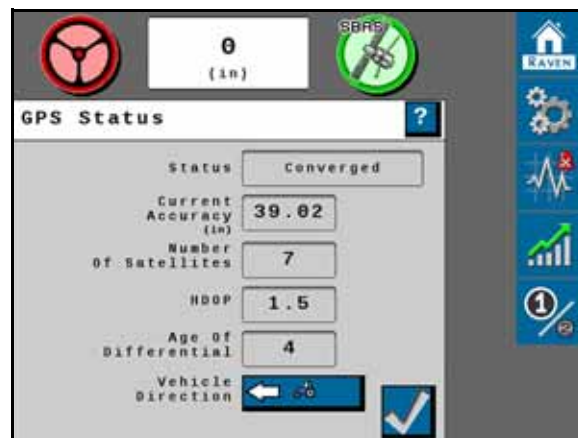 SBAS
0
(in)
RAVEN
GPS Status
?
Status
Converged
Current
Accuracy
(in)
39.02
Number
Of Satellites
7
HDOP
1.5
Age Of
Differential
4
Vehicle
Direction
1